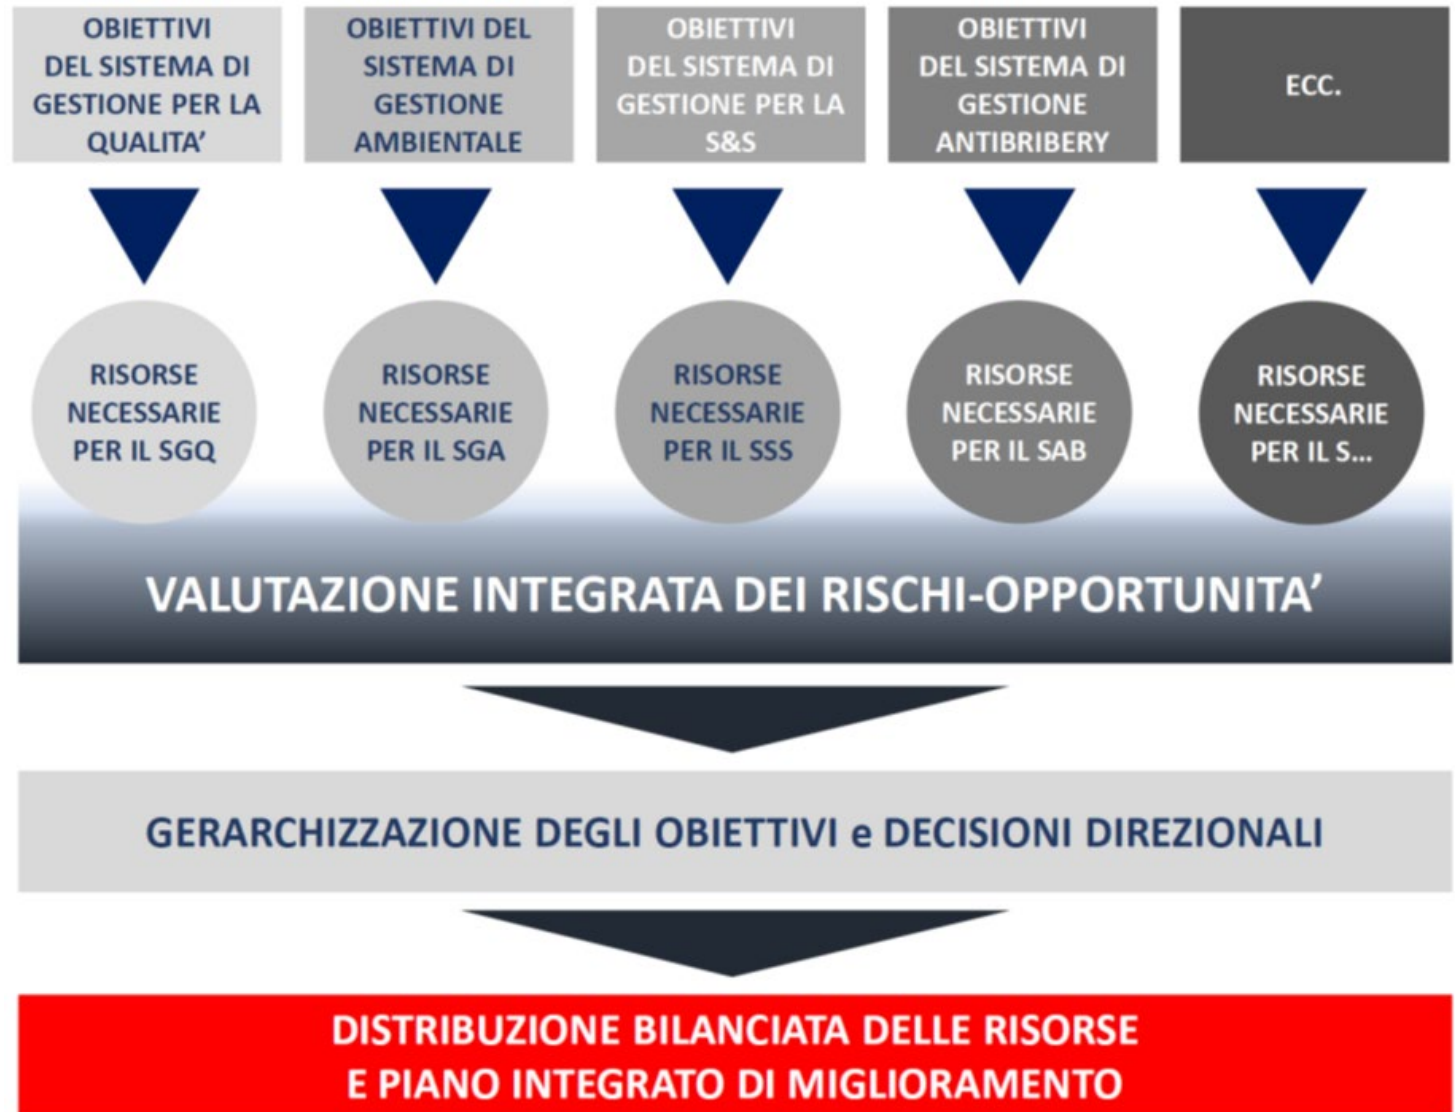 OBIETTIVI
DEL SISTEMA DI
GESTIONE PER LA
QUALITA’
OBIETTIVI DEL
SISTEMA DI
GESTIONE
AMBIENTALE
OBIETTIVI
DEL SISTEMA DI
GESTIONE PER LA
S&S
OBIETTIVI
DEL SISTEMA DI
GESTIONE
ANTIBRIBERY
ECC.
RISORSE
NECESSARIE
PER IL SGQ
RISORSE
NECESSARIE
PER IL SGA
RISORSE
NECESSARIE
PER IL SSS
RISORSE
NECESSARIE
PER IL SAB
RISORSE
NECESSARIE
PER IL S...
VALUTAZIONE INTEGRATA DEI RISCHI-OPPORTUNITA’
GERARCHIZZAZIONE DEGLI OBIETTIVI e DECISIONI DIREZIONALI
DISTRIBUZIONE BILANCIATA DELLE RISORSE
E PIANO INTEGRATO DI MIGLIORAMENTO